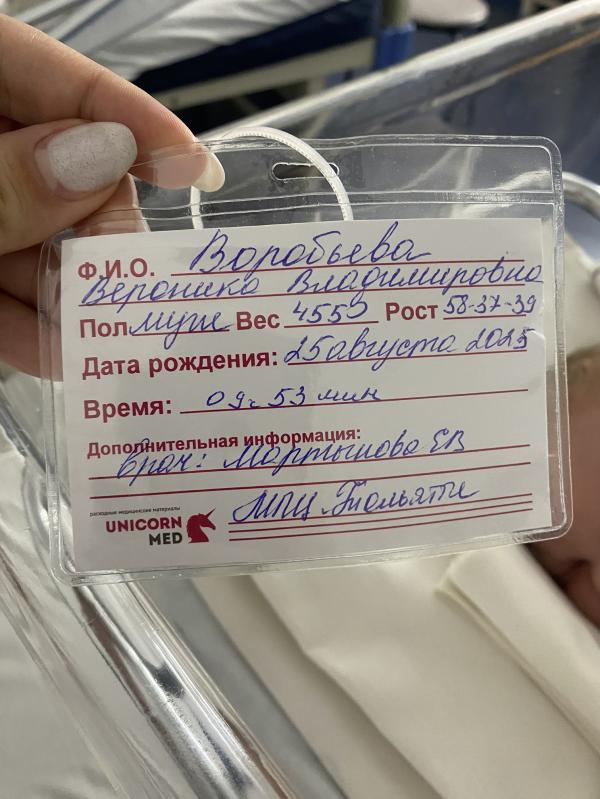 Ф.И.О. Воробьева
Вероника Владимировна
Пол муж Вес 4550 Рост 58-37-39
Дата рождения: 25 августа 2025
Время: 09ч 53 мин
Дополнительная информация:
Врач: Мартынова ЕВ
расходные медицинские материалы
UNICORN
MED
МПЦ г.Тольятти